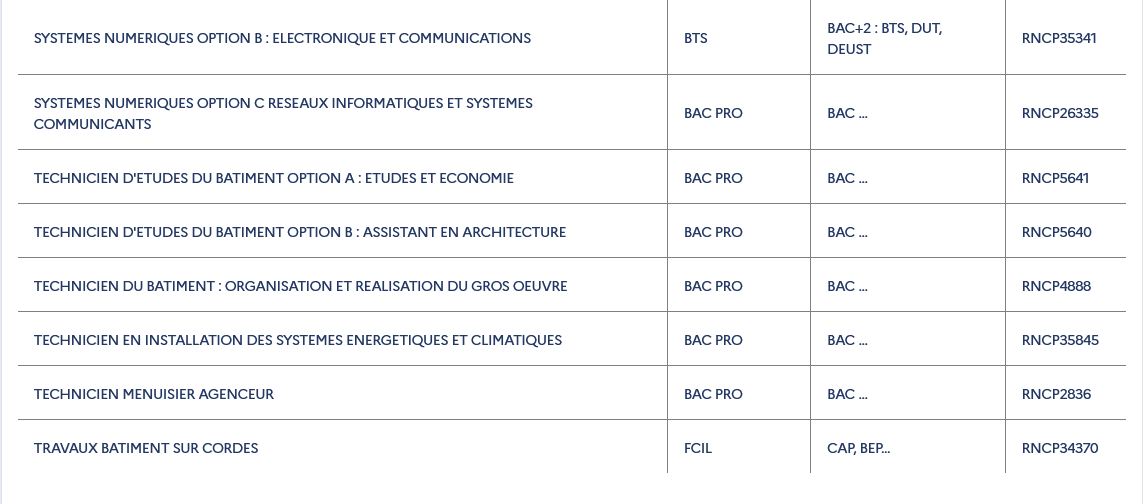 SYSTEMES NUMERIQUES OPTION B : ELECTRONIQUE ET COMMUNICATIONS BTS BAC+2 : BTS, DUT, DEUST RNCP35341
SYSTEMES NUMERIQUES OPTION C RESEAUX INFORMATIQUES ET SYSTEMES
COMMUNICANTS BAC PRO BAC ... RNCP26335
TECHNICIEN D'ETUDES DU BATIMENT OPTION A : ETUDES ET ECONOMIE BAC PRO BAC ... RNCP5641
TECHNICIEN D'ETUDES DU BATIMENT OPTION B : ASSISTANT EN ARCHITECTURE BAC PRO BAC ... RNCP5640
TECHNICIEN DU BATIMENT : ORGANISATION ET REALISATION DU GROS OEUVRE BAC PRO BAC ... RNCP4888
TECHNICIEN EN INSTALLATION DES SYSTEMES ENERGETIQUES ET CLIMATIQUES BAC PRO BAC ... RNCP35845
TECHNICIEN MENUISIER AGENCEUR BAC PRO BAC ... RNCP2836
TRAVAUX BATIMENT SUR CORDES FCIL CAP, BEP... RNCP34370